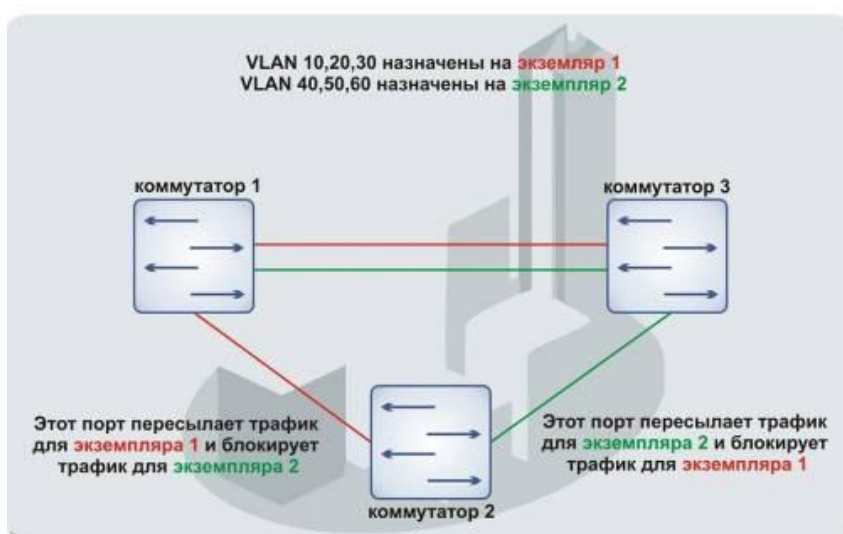 VLAN 10,20,30 назначены на экземляр 1
VLAN 40,50,60 назначены на экземпляр 2
коммутатор 1
коммутатор 3
Этот порт пересылает трафик
для экземпляра 1 и блокирует
трафик для экземпляра 2
Этот порт пересылает трафик
для экземпляра 2 и блокирует
трафик для экземпляра 1
коммутатор 2